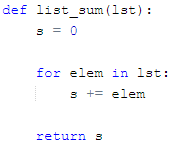 def list_sum(lst):
    s = 0

    for elem in lst:
        s += elem

    return s